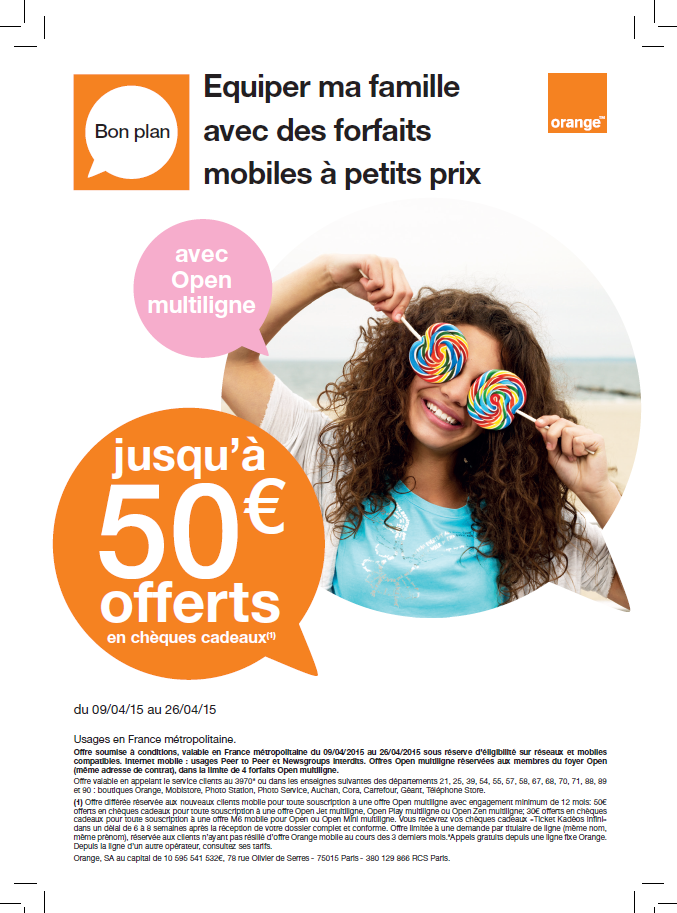 Bon plan
Equiper ma famille
avec des forfaits
mobiles à petits prix
orange™
avec
Open
multiligne
jusqu'à
50€
offerts
en chèques cadeaux(1)
du 09/04/15 au 26/04/15
Usages en France métropolitaine.
Offre soumise à conditions, valable en France métropolitaine du 09/04/2015 au 26/04/2015 sous réserve d'éligibilité sur réseaux et mobiles
compatibles. Internet mobile : usages Peer to Peer et Newsgroups interdits. Offres Open multiligne réservées aux membres du foyer Open
(même adresse de contrat), dans la limite de 4 forfaits Open multiligne.
Offre valable en appelant le service clients au 3970* ou dans les enseignes suivantes des départements 21, 25, 39, 54, 55, 57, 58, 67, 68, 70, 71, 88, 89
et 90 : boutiques Orange, Mobistore, Photo Station, Photo Service, Auchan, Cora, Carrefour, Géant, Téléphone Store.
(1) Offre différée réservée aux nouveaux clients mobile pour toute souscription à une offre Open multiligne avec engagement minimum de 12 mois: 50€
offerts en chèques cadeaux pour toute souscription à une offre Open Jet multiligne, Open Play multiligne ou Open Zen multiligne; 30€ offerts en chèques
cadeaux pour toute souscription à une offre M6 mobile pour Open ou Open Mini multiligne. Vous recevrez vos chèques cadeaux «Ticket Kadéos Infini»
dans un délai de 6 à 8 semaines après la réception de votre dossier complet et conforme. Offre limitée à une demande par titulaire de ligne (même nom,
même prénom), réservée aux clients n'ayant pas résilié d'offre Orange mobile au cours des 3 derniers mois.*Appels gratuits depuis une ligne fixe Orange.
Depuis la ligne d'un autre opérateur, consultez ses tarifs.
Orange, SA au capital de 10 595 541 532€, 78 rue Olivier de Serres - 75015 Paris - 380 129 866 RCS Paris.